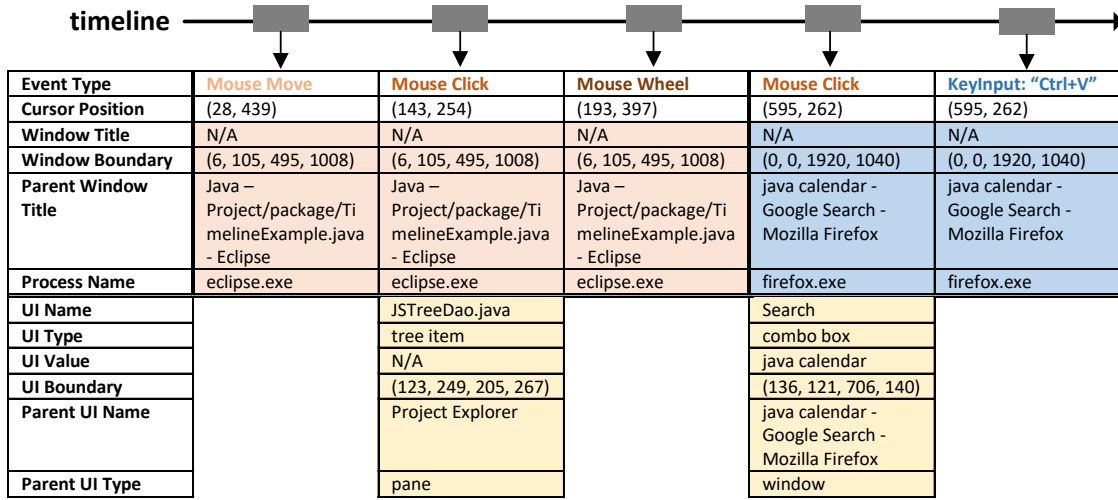 timeline
Event Type Mouse Move Mouse Click Mouse Wheel Mouse Click KeyInput: “Ctrl+V”
Cursor Position (28, 439) (143, 254) (193, 397) (595, 262) (595, 262)
Window Title N/A N/A N/A N/A N/A
Window Boundary (6, 105, 495, 1008) (6, 105, 495, 1008) (6, 105, 495, 1008) (0, 0, 1920, 1040) (0, 0, 1920, 1040)
Parent Window Java – Java – Java – java calendar - java calendar -
Title Project/package/Ti Project/package/Ti Project/package/Ti Google Search - Google Search -
melineExample.java melineExample.java melineExample.java Mozilla Firefox Mozilla Firefox
- Eclipse - Eclipse - Eclipse
Process Name eclipse.exe eclipse.exe eclipse.exe firefox.exe firefox.exe
UI Name JSTreeDao.java Search
UI Type tree item combo box
UI Value N/A java calendar
UI Boundary (123, 249, 205, 267) (136, 121, 706, 140)
Parent UI Name Project Explorer java calendar -
Google Search -
Mozilla Firefox
Parent UI Type pane window